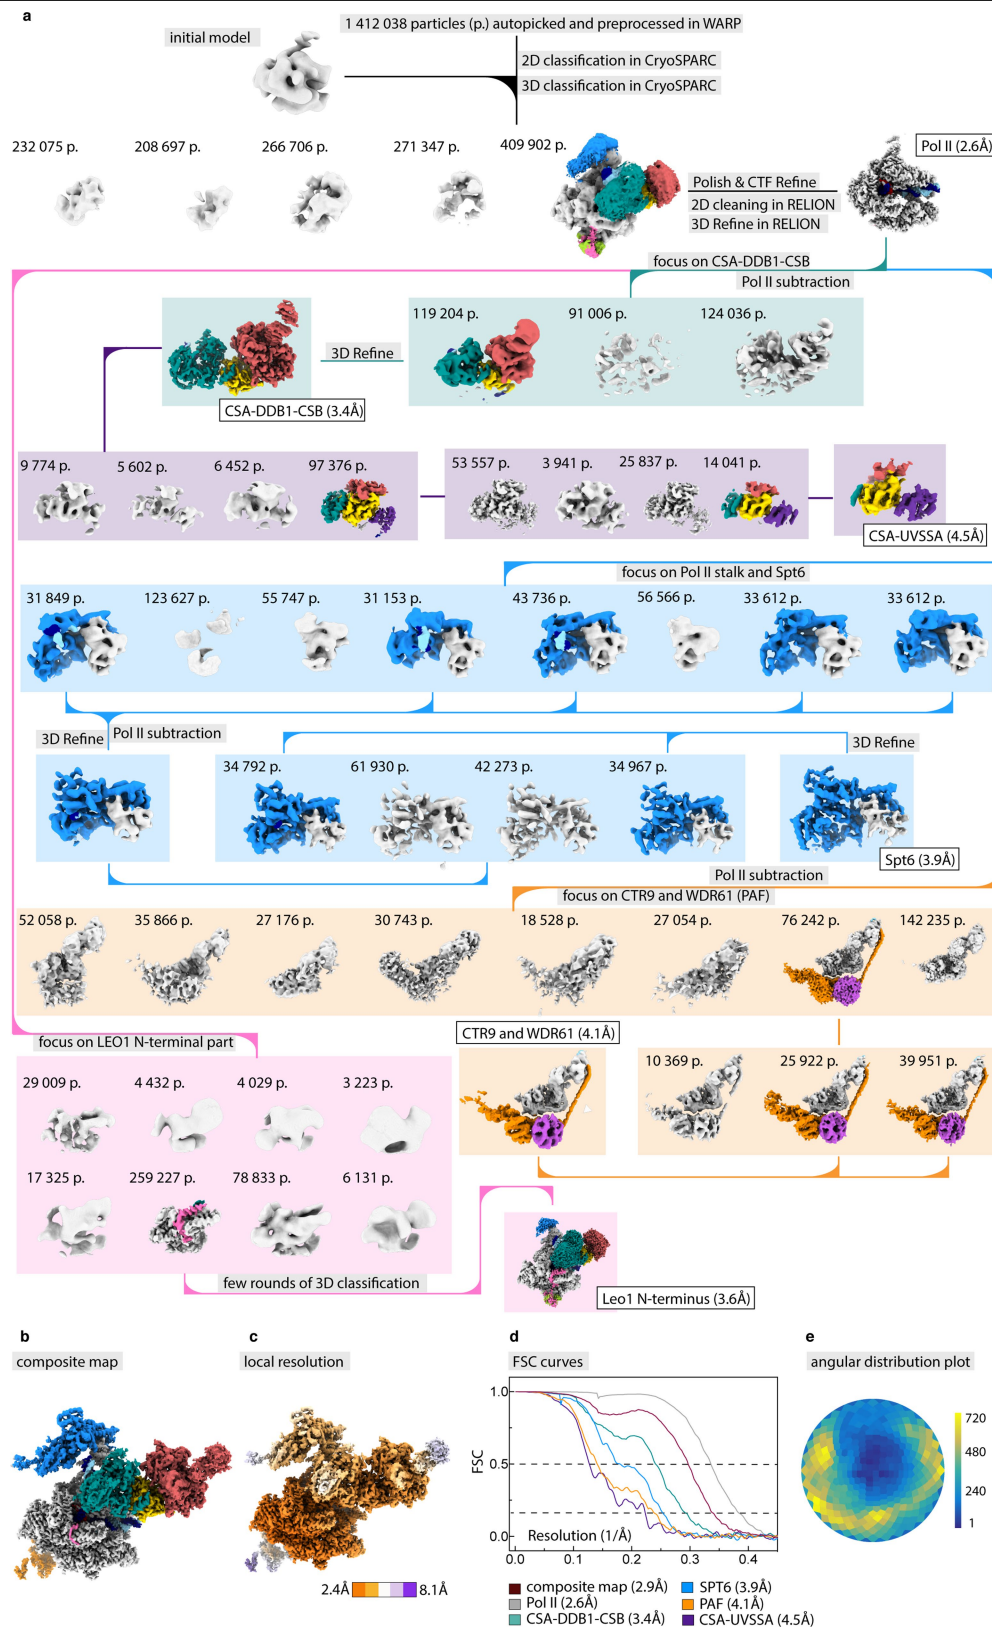 a
1 412 038 particles (p.) autopicked and preprocessed in WARP
initial model
2D classification in CryoSPARC
3D classification in CryoSPARC
232 075 p. 208 697 p. 266 706 p. 271 347 p. 409 902 p.
Pol II (2.6Å)
Polish & CTF Refine
2D cleaning in RELION
3D Refine in RELION
focus on CSA-DDB1-CSB
Pol II subtraction
119 204 p. 91 006 p. 124 036 p.
3D Refine
CSA-DDB1-CSB (3.4Å)
9 774 p. 5 602 p. 6 452 p. 97 376 p. 53 557 p. 3 941 p. 25 837 p. 14 041 p.
CSA-UVSSA (4.5Å)
focus on Pol II stalk and Spt6
31 849 p. 123 627 p. 55 747 p. 31 153 p. 43 736 p. 56 566 p. 33 612 p. 33 612 p.
3D Refine Pol II subtraction 3D Refine
34 792 p. 61 930 p. 42 273 p. 34 967 p.
Spt6 (3.9Å)
Pol II subtraction
focus on CTR9 and WDR61 (PAF)
52 058 p. 35 866 p. 27 176 p. 30 743 p. 18 528 p. 27 054 p. 76 242 p. 142 235 p.
CTR9 and WDR61 (4.1Å)
focus on LEO1 N-terminal part
10 369 p. 25 922 p. 39 951 p.
29 009 p. 4 432 p. 4 029 p. 3 223 p.
17 325 p. 259 227 p. 78 833 p. 6 131 p.
few rounds of 3D classification
Leo1 N-terminus (3.6Å)
b
composite map
c
local resolution
2.4Å 8.1Å
d
FSC curves
1.0
0.5
0.0
FSC
Resolution (1/Å)
0.0 0.1 0.2 0.3 0.4
composite map (2.9Å)
Pol II (2.6Å)
CSA-DDB1-CSB (3.4Å)
SPT6 (3.9Å)
PAF (4.1Å)
CSA-UVSSA (4.5Å)
e
angular distribution plot
720
480
240
1